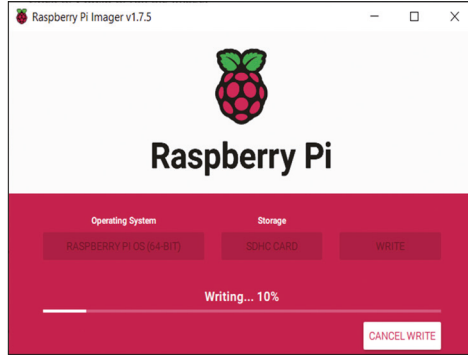 Raspberry Pi Imager v1.7.5
Raspberry Pi
Operating System
Storage
RASPBERRY PI OS (64-BIT)
SDHC CARD
WRITE
Writing... 10%
CANCEL WRITE